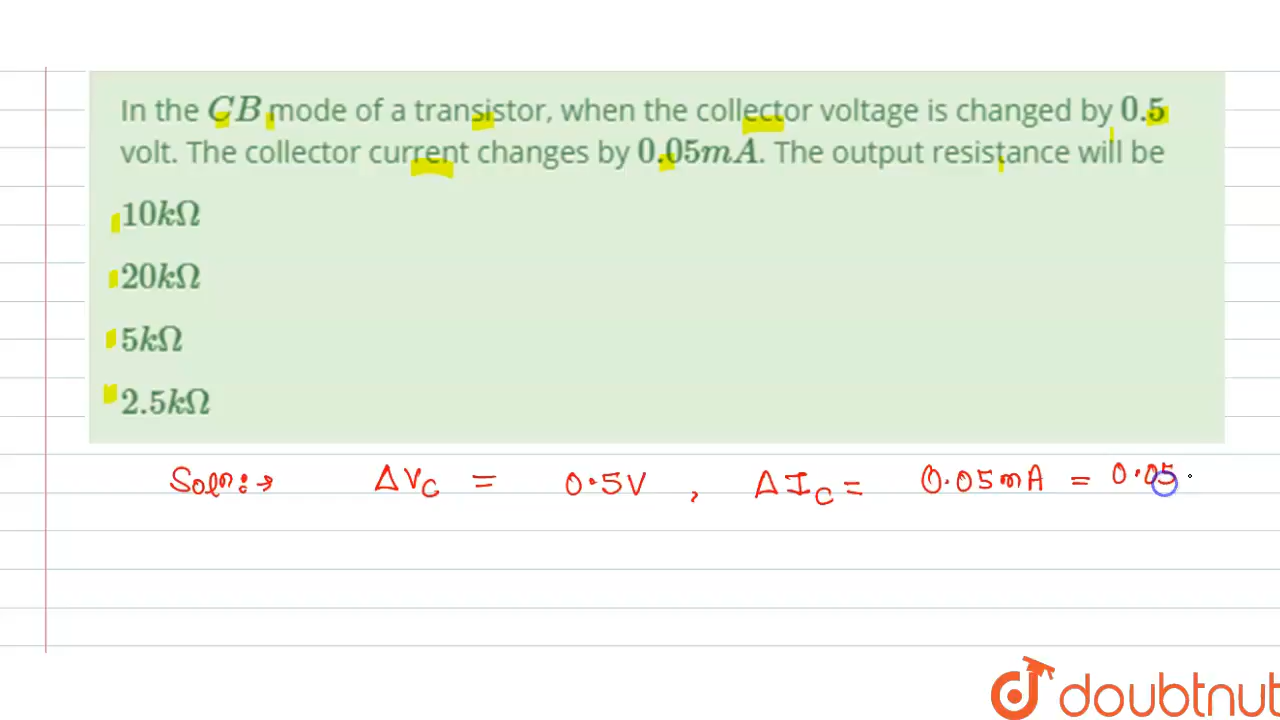 In the CB mode of a transistor, when the collector voltage is changed by 0.5
volt. The collector current changes by 0.05mA. The output resistance will be
10kΩ
20kΩ
5kΩ
2.5kΩ
Soln:→ ΔVC = 0.5V , ΔIC = 0.05mA = 0.05
doubtnut